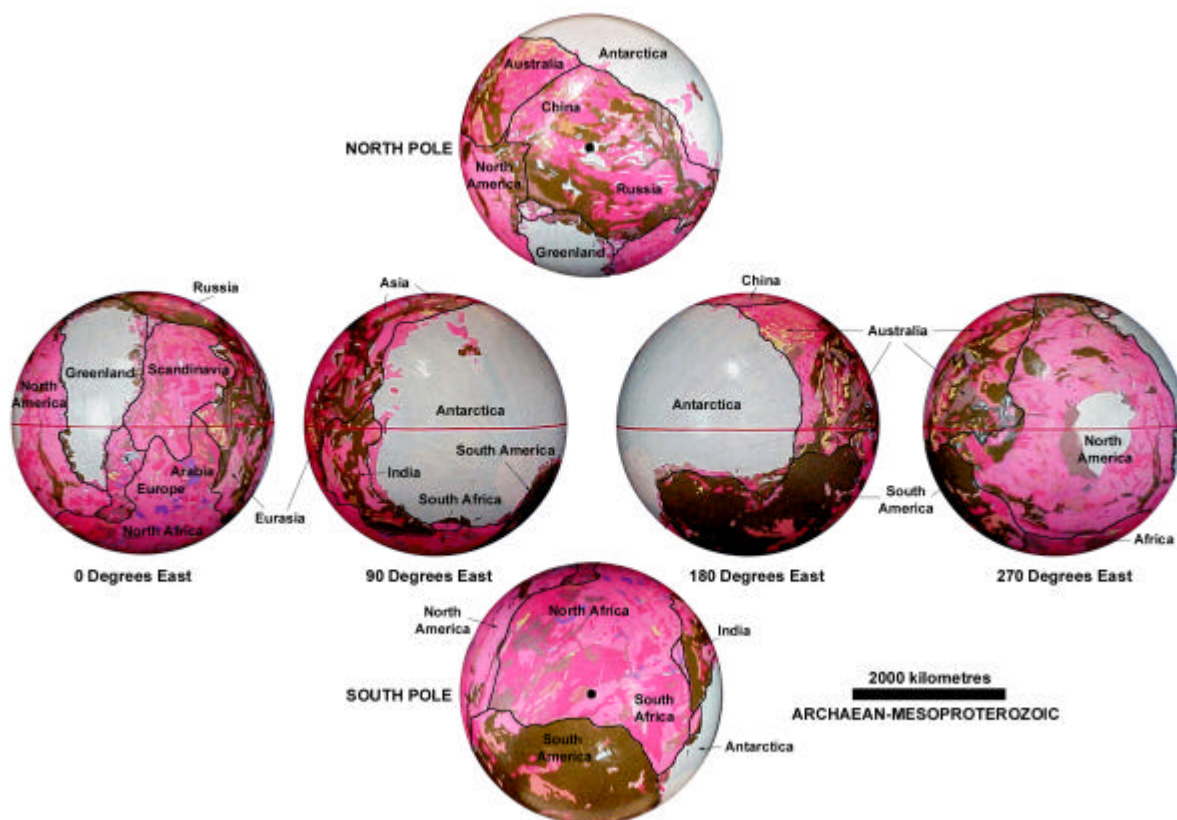 Antarctica
Australia
China
NORTH POLE
North
America
Russia
Greenland
Russia
Asia
China
Australia
Greenland
Scandinavia
North
America
Antarctica
Antarctica
North
America
South America
India
Arabia
Europe
South Africa
South
America
Eurasia
North Africa
Africa
0 Degrees East
90 Degrees East
180 Degrees East
270 Degrees East
North
America
North Africa
India
2000 kilometres
SOUTH POLE
South
Africa
ARCHAEAN-MESOPROTEROZOIC
South
America
Antarctica